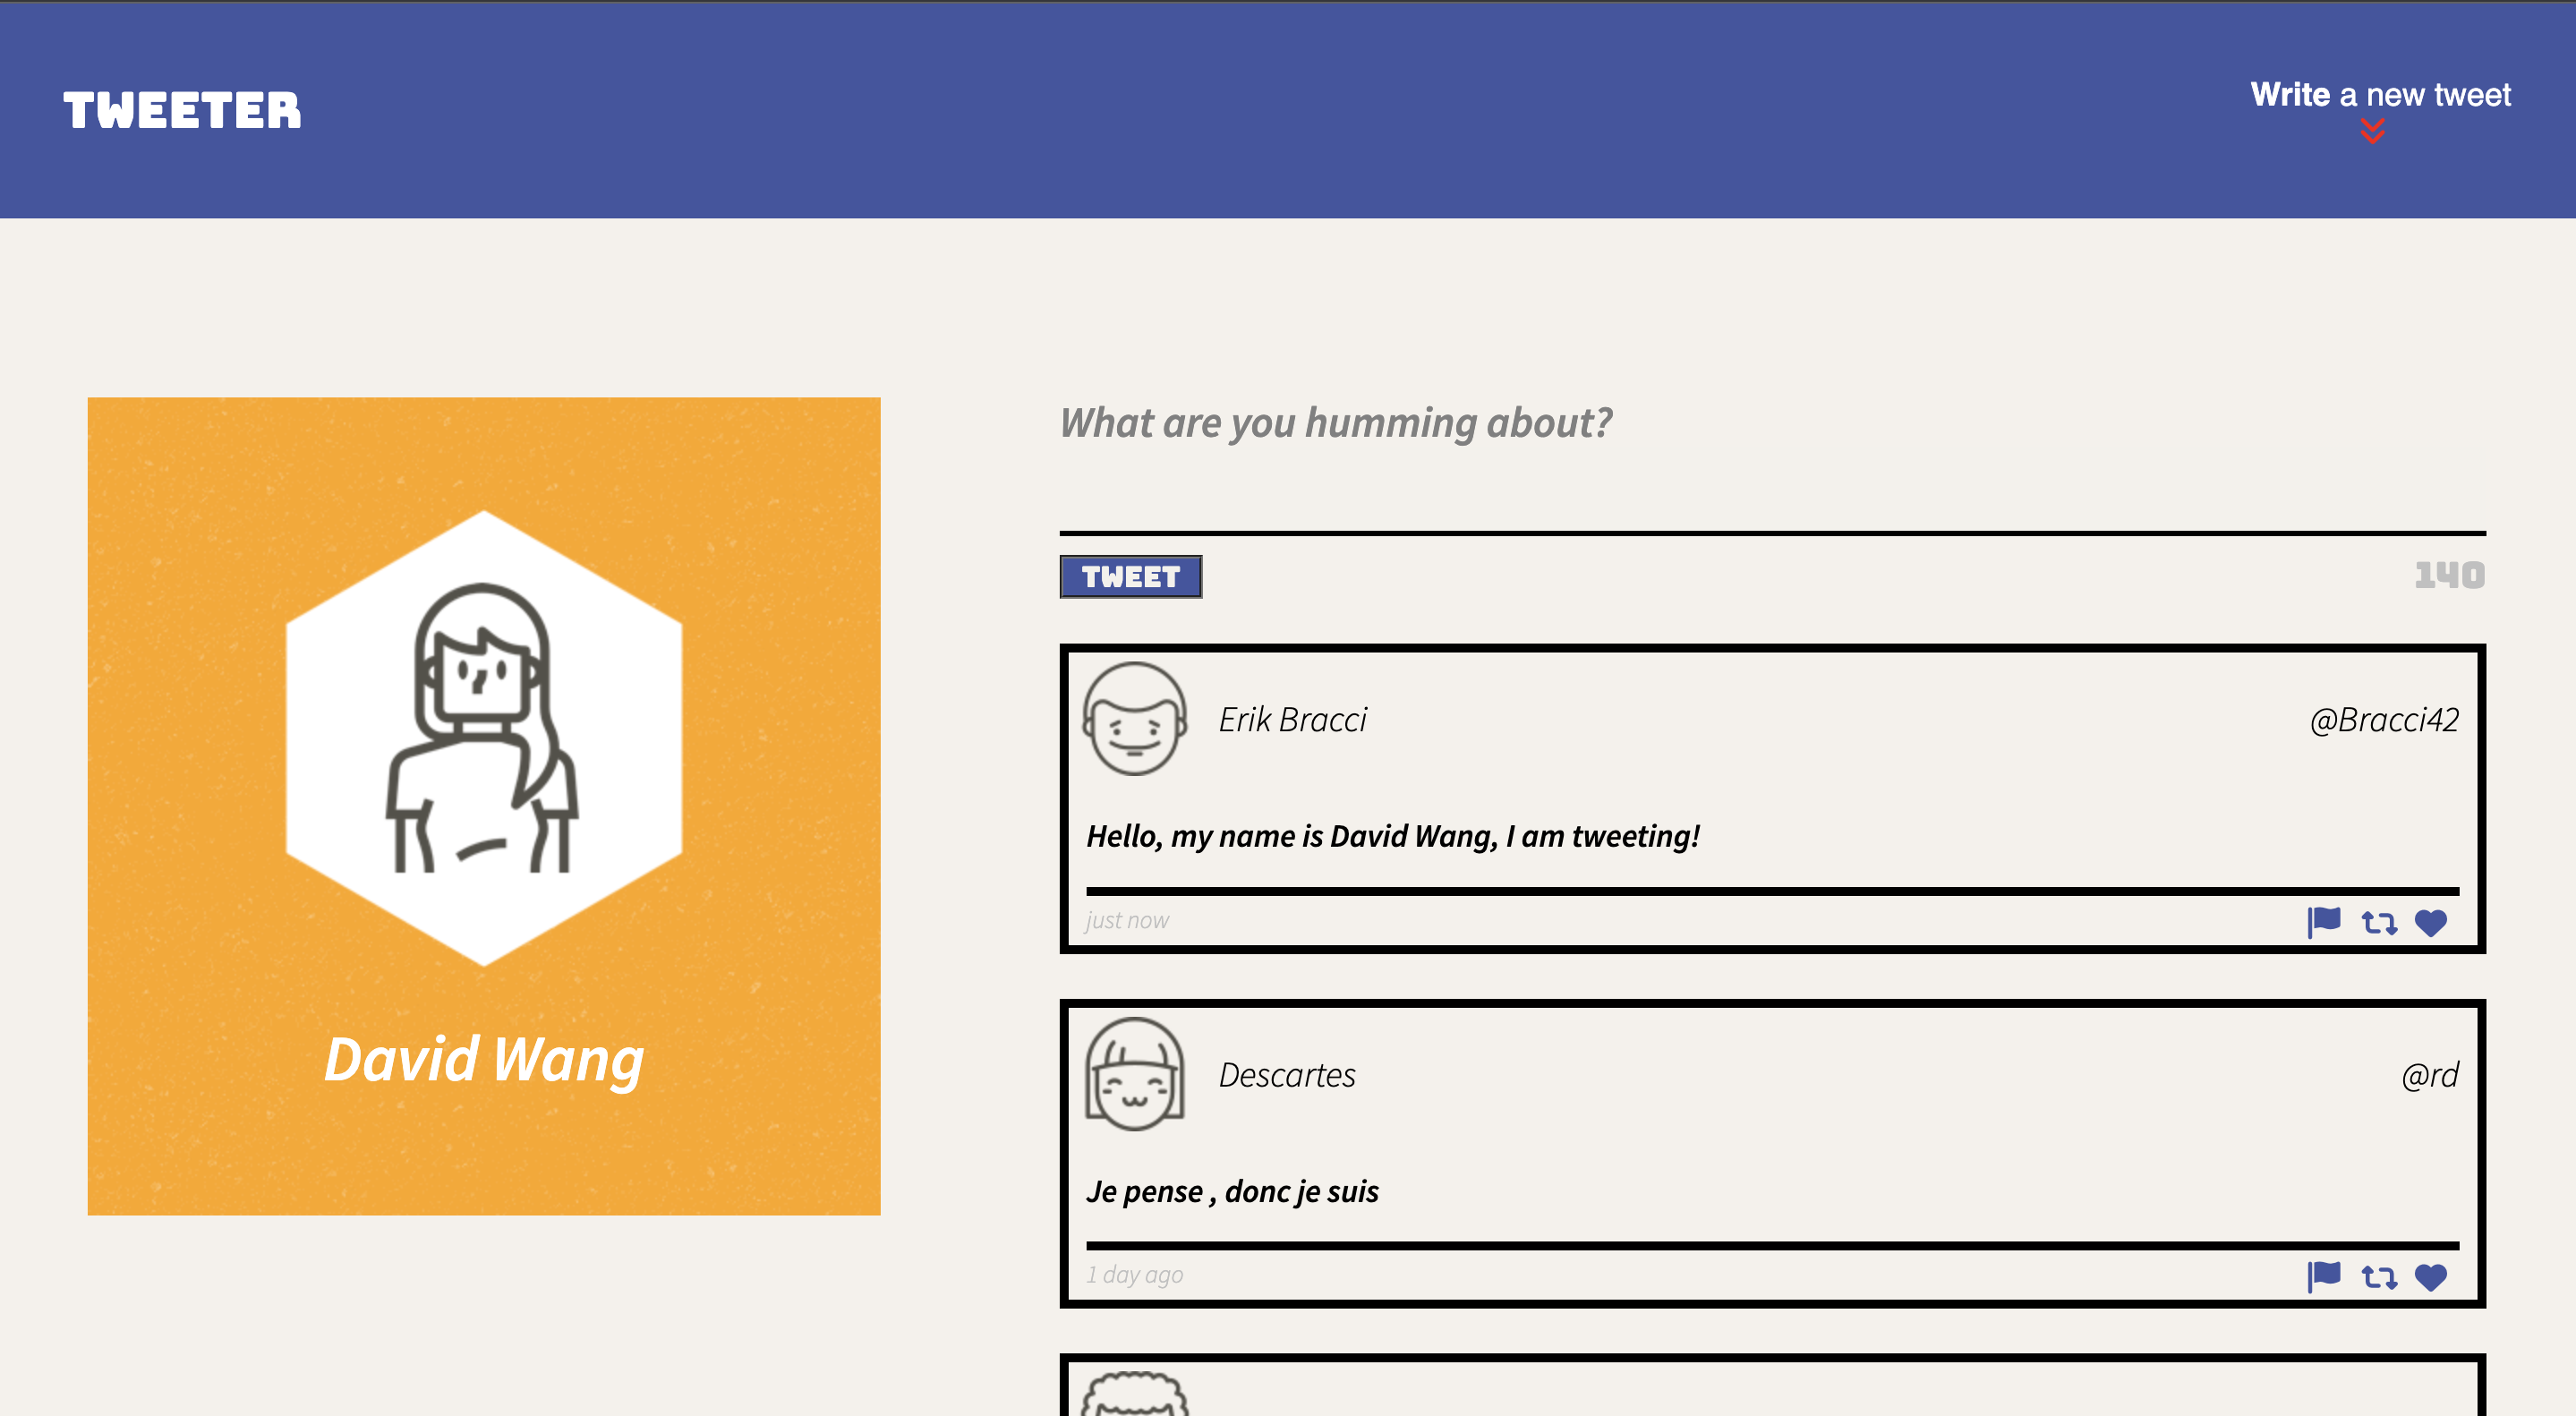 TWEETER
Write a new tweet
What are you humming about?
TWEET
140
Erik Bracci
@Bracci42
Hello, my name is David Wang, I am tweeting!
just now
David Wang
Descartes
@rd
Je pense , donc je suis
1 day ago